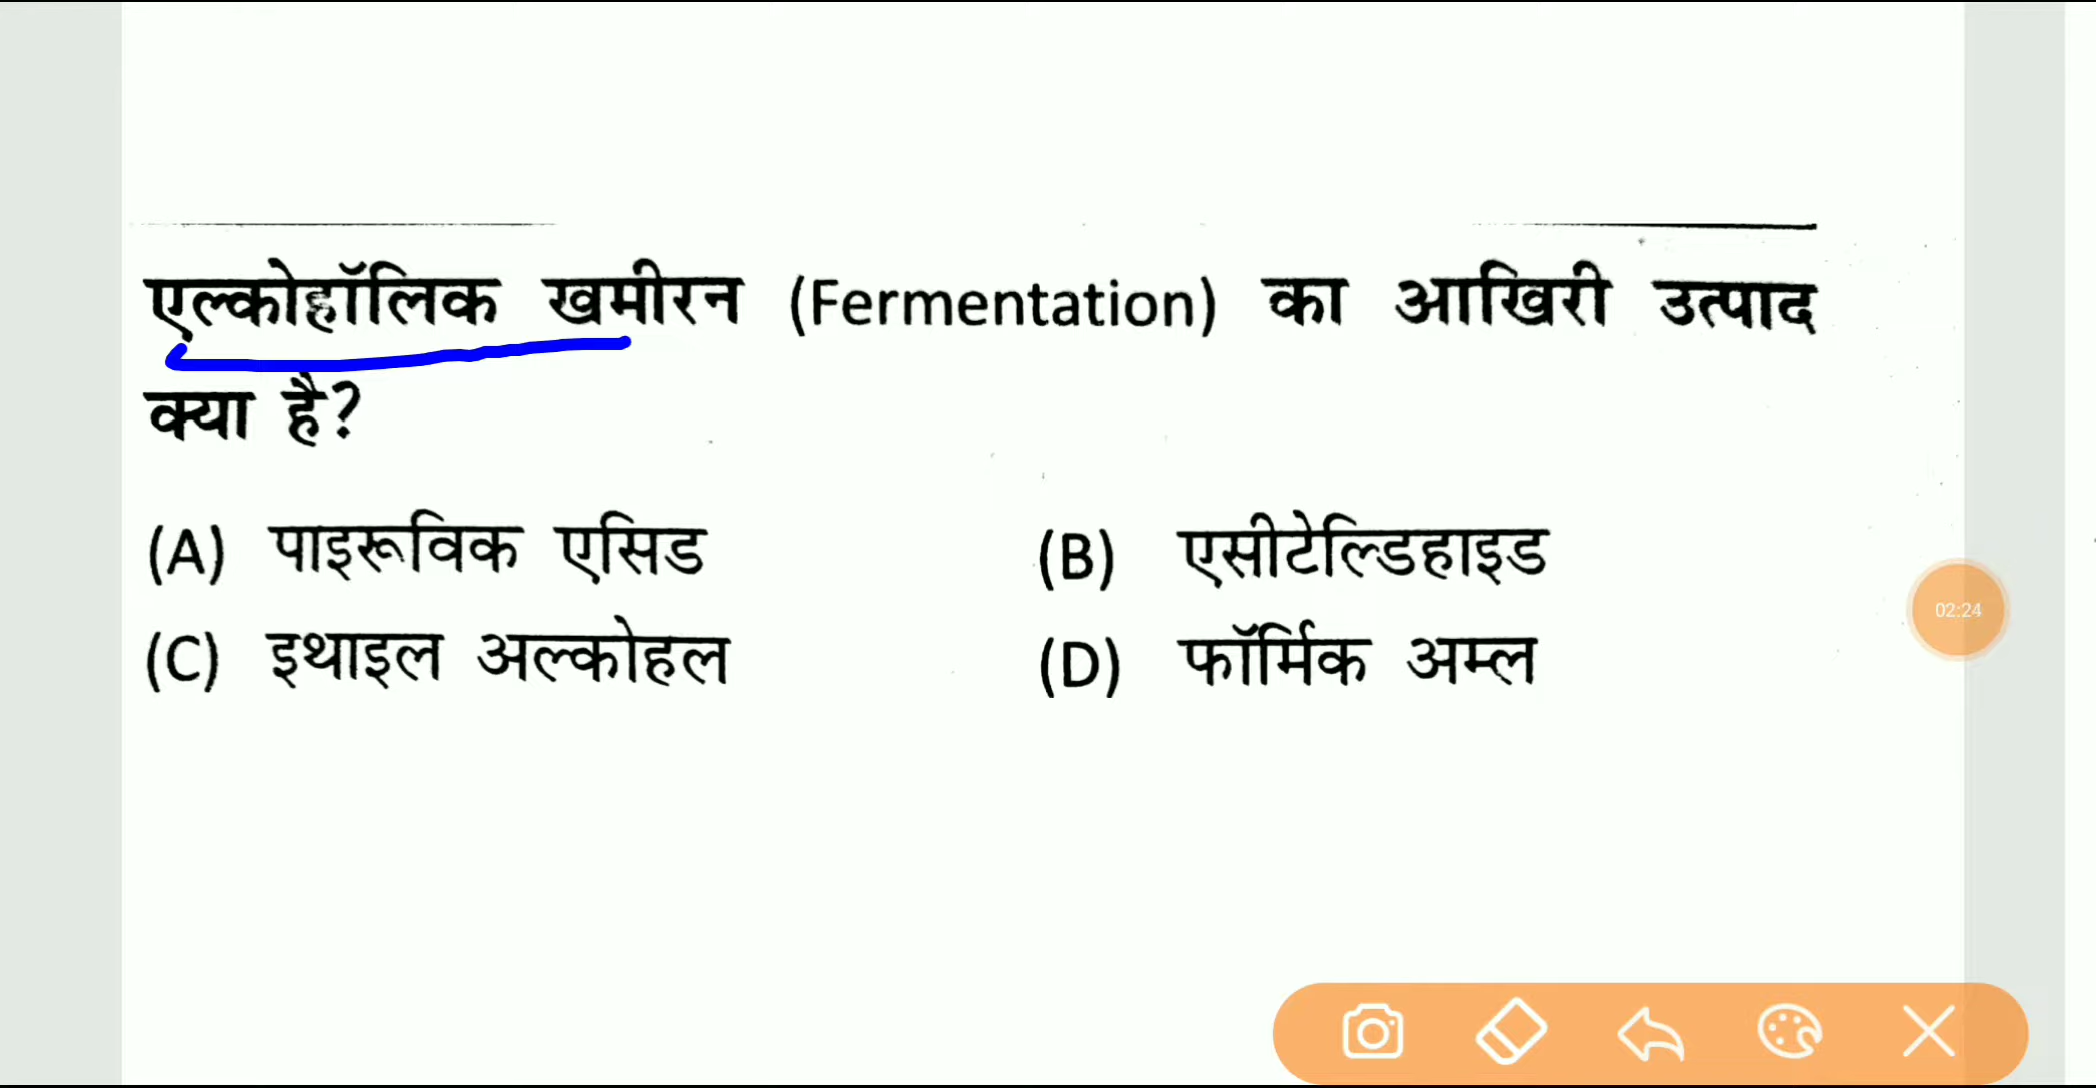 एल्कोहॉलिक खमीरन (Fermentation) का आखिरी उत्पाद
क्या है?
(A) पाइरूविक एसिड (B) एसीटेल्डिहाइड
(C) इथाइल अल्कोहल (D) फॉर्मिक अम्ल
02:24